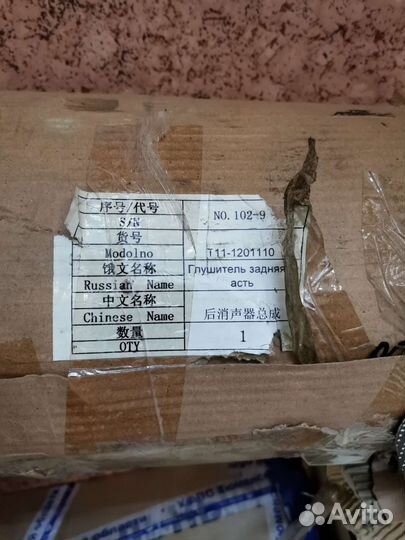 序号/代号
S/N
NO. 102-9
货号
Modolno
T11-1201110
饿文名称
Russian Name
Глушитель задняя
асть
中文名称
Chinese Name
后消声器总成
数量
QTY
1
Avito